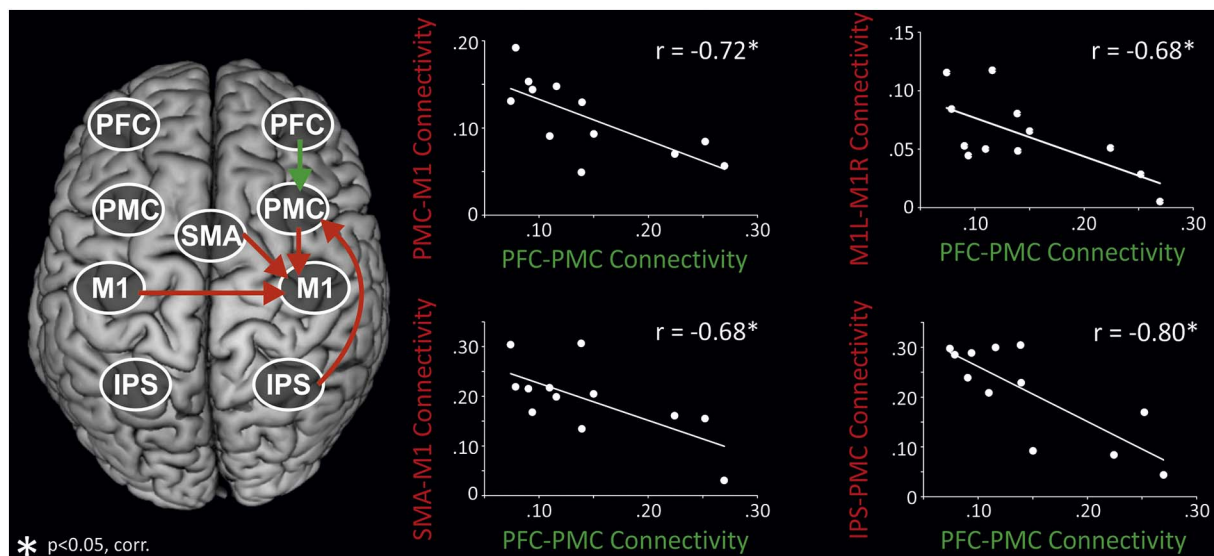 PFC PFC
PMC PMC
SMA
M1 M1
IPS IPS
* p<0.05, corr.
PMC-M1 Connectivity
.20
.10
0
r = -0.72*
.10 .20 .30
PFC-PMC Connectivity
M1L-M1R Connectivity
.15
.10
.05
0
r = -0.68*
.10 .20 .30
PFC-PMC Connectivity
SMA-M1 Connectivity
.30
.20
.10
0
r = -0.68*
.10 .20 .30
PFC-PMC Connectivity
IPS-PMC Connectivity
.30
.20
.10
0
r = -0.80*
.10 .20 .30
PFC-PMC Connectivity